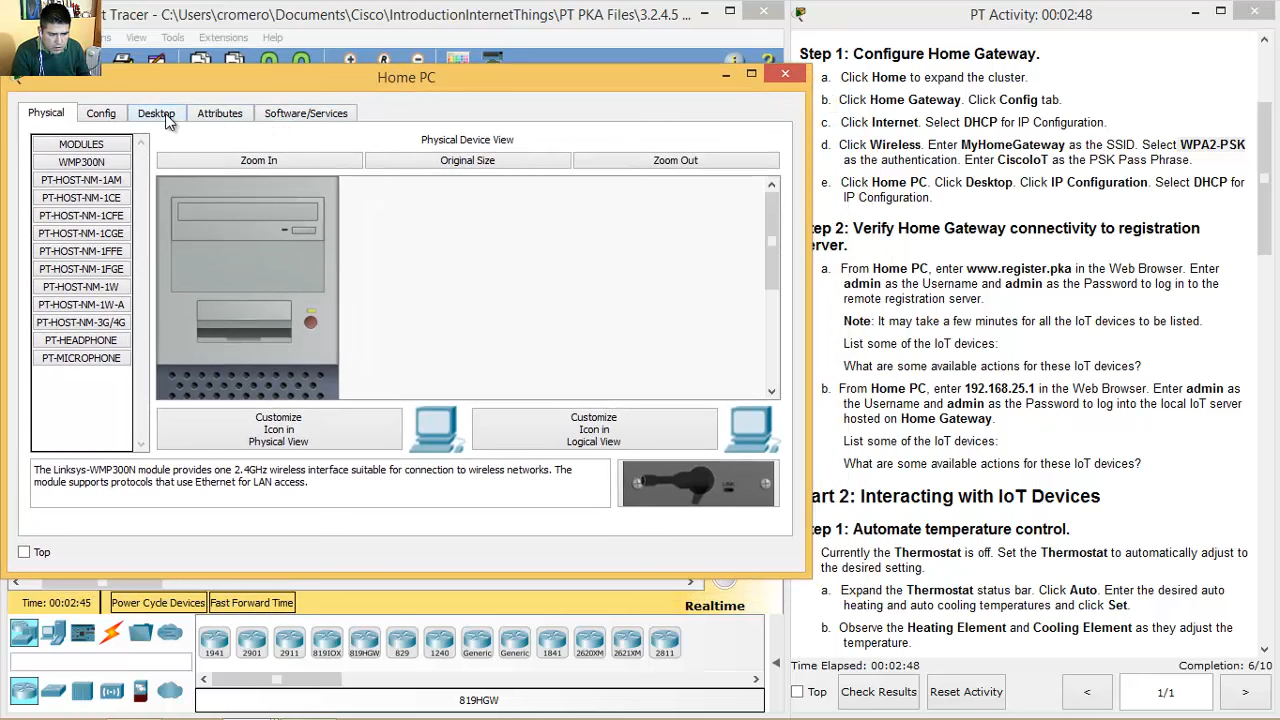 t Tracer - C:\Users\cromero\Documents\Cisco\IntroductionInternetThings\PT PKA Files\3.2.4.5 ...
View Tools Extensions Help
Home PC
Physical Config Desktop Attributes Software/Services
MODULES
WMP300N
PT-HOST-NM-1AM
PT-HOST-NM-1CE
PT-HOST-NM-1CFE
PT-HOST-NM-1CGE
PT-HOST-NM-1FFE
PT-HOST-NM-1FGE
PT-HOST-NM-1W
PT-HOST-NM-1W-A
PT-HOST-NM-3G/4G
PT-HEADPHONE
PT-MICROPHONE
Physical Device View
Zoom In Original Size Zoom Out
Customize
Icon in
Physical View
Customize
Icon in
Logical View
The Linksys-WMP300N module provides one 2.4GHz wireless interface suitable for connection to wireless networks. The
module supports protocols that use Ethernet for LAN access.
Top
Time: 00:02:45 Power Cycle Devices Fast Forward Time
Realtime
1941 2901 2911 819IOX 819HGW 829 1240 Generic Generic 1841 2620XM 2621XM 2811
819HGW
PT Activity: 00:02:48
Step 1: Configure Home Gateway.
a. Click Home to expand the cluster.
b. Click Home Gateway. Click Config tab.
c. Click Internet. Select DHCP for IP Configuration.
d. Click Wireless. Enter MyHomeGateway as the SSID. Select WPA2-PSK
as the authentication. Enter CiscoIoT as the PSK Pass Phrase.
e. Click Home PC. Click Desktop. Click IP Configuration. Select DHCP for
IP Configuration.
tep 2: Verify Home Gateway connectivity to registration
erver.
a. From Home PC, enter www.register.pka in the Web Browser. Enter
admin as the Username and admin as the Password to log in to the
remote registration server.
Note: It may take a few minutes for all the IoT devices to be listed.
List some of the IoT devices:
What are some available actions for these IoT devices?
b. From Home PC, enter 192.168.25.1 in the Web Browser. Enter admin as
the Username and admin as the Password to log into the local IoT server
hosted on Home Gateway.
List some of the IoT devices:
What are some available actions for these IoT devices?
art 2: Interacting with IoT Devices
tep 1: Automate temperature control.
Currently the Thermostat is off. Set the Thermostat to automatically adjust to
the desired setting.
a. Expand the Thermostat status bar. Click Auto. Enter the desired auto
heating and auto cooling temperatures and click Set.
b. Observe the Heating Element and Cooling Element as they adjust the
temperature.
Time Elapsed: 00:02:48 Completion: 6/10
Top Check Results Reset Activity < 1/1 >